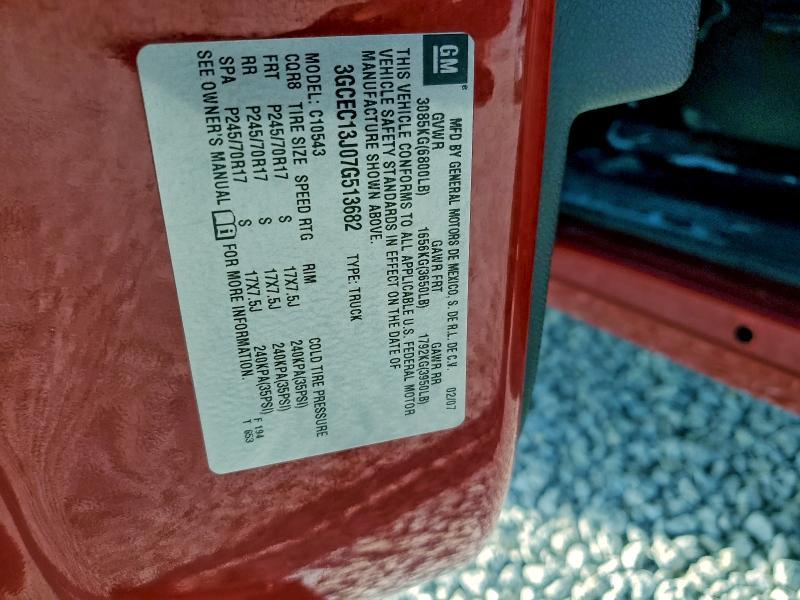 GM
MFD BY GENERAL MOTORS DE MEXICO, S. DE R.L. DE C.V. 02/07
GVWR GAWR FRT GAWR RR
3085KG(6800LB) 1656KG(3650LB) 1792KG(3950LB)
THIS VEHICLE CONFORMS TO ALL APPLICABLE U.S. FEDERAL MOTOR
VEHICLE SAFETY STANDARDS IN EFFECT ON THE DATE OF
MANUFACTURE SHOWN ABOVE.
3GCEC13J07G513682 TYPE: TRUCK
MODEL: C10543
CQR8 TIRE SIZE SPEED RTG RIM COLD TIRE PRESSURE
FRT P245/70R17 S 17X7.5J 240KPA(35PSI)
RR P245/70R17 S 17X7.5J 240KPA(35PSI)
SPA P245/70R17 S 17X7.5J 240KPA(35PSI)
SEE OWNER'S MANUAL i FOR MORE INFORMATION.
F 194
T 653